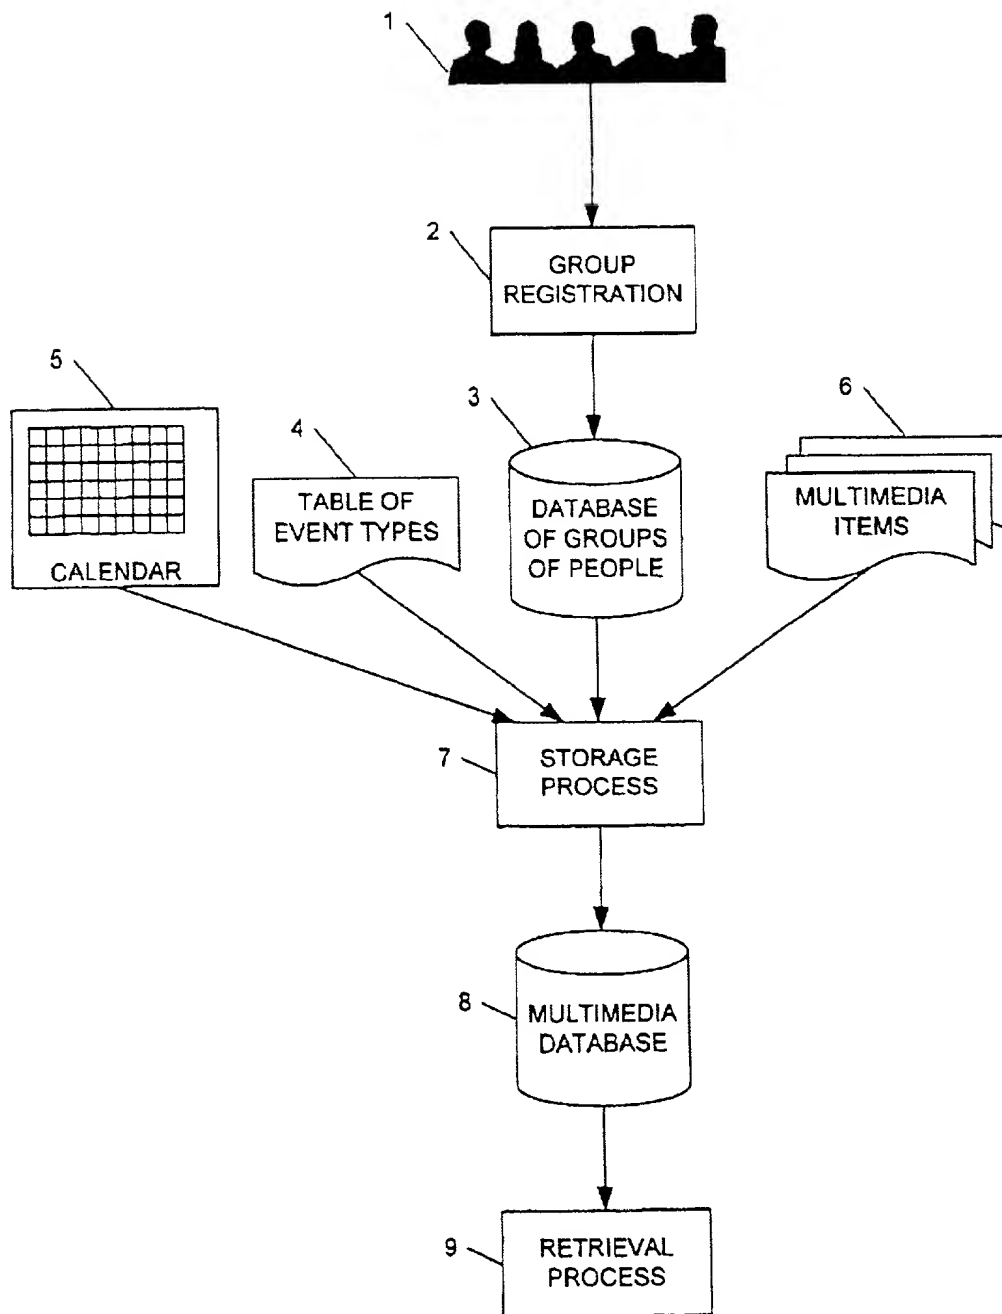 1
2
GROUP
REGISTRATION
5
4
3
6
CALENDAR
TABLE OF
EVENT TYPES
DATABASE
OF GROUPS
OF PEOPLE
MULTIMEDIA
ITEMS
7
STORAGE
PROCESS
8
MULTIMEDIA
DATABASE
9
RETRIEVAL
PROCESS